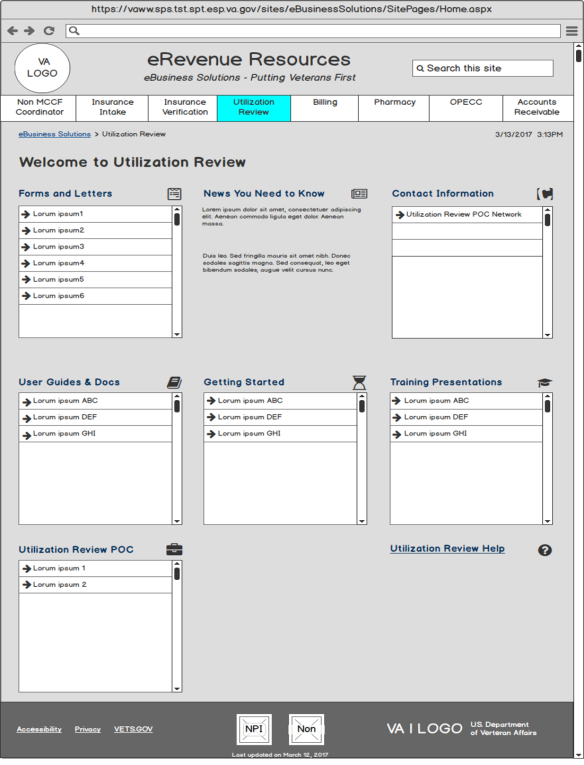 https://vaww.sps.tst.spt.esp.va.gov/sites/eBusinessSolutions/SitePages/Home.aspx
VA
LOGO
eRevenue Resources
eBusiness Solutions - Putting Veterans First
Search this site
Non MCCF
Coordinator
Insurance
Intake
Insurance
Verification
Utilization
Review
Billing
Pharmacy
OPECC
Accounts
Receivable
eBusiness Solutions > Utilization Review
3/13/2017 3:13PM
Welcome to Utilization Review
Forms and Letters
Lorum ipsum1
Lorum ipsum2
Lorum ipsum3
Lorum ipsum4
Lorum ipsum5
Lorum ipsum6
News You Need to Know
Lorem ipsum dolor sit amet, consectetuer adipiscing
elit. Aenean commodo ligula eget dolor. Aenean
massa.
Duis leo. Sed fringilla mauris sit amet nibh. Donec
sodales sagittis magna. Sed consequat, leo eget
bibendum sodales, augue velit cursus nunc.
Contact Information
Utilization Review POC Network
User Guides & Docs
Lorum ipsum ABC
Lorum ipsum DEF
Lorum ipsum GHI
Getting Started
Lorum ipsum ABC
Lorum ipsum DEF
Lorum ipsum GHI
Training Presentations
Lorum ipsum ABC
Lorum ipsum DEF
Lorum ipsum GHI
Utilization Review POC
Lorum ipsum 1
Lorum ipsum 2
Utilization Review Help
Accessibility
Privacy
VETS.GOV
NPI
Non
VA | LOGO
U.S. Department
of Verteran Affairs
Last updated on March 12, 2017